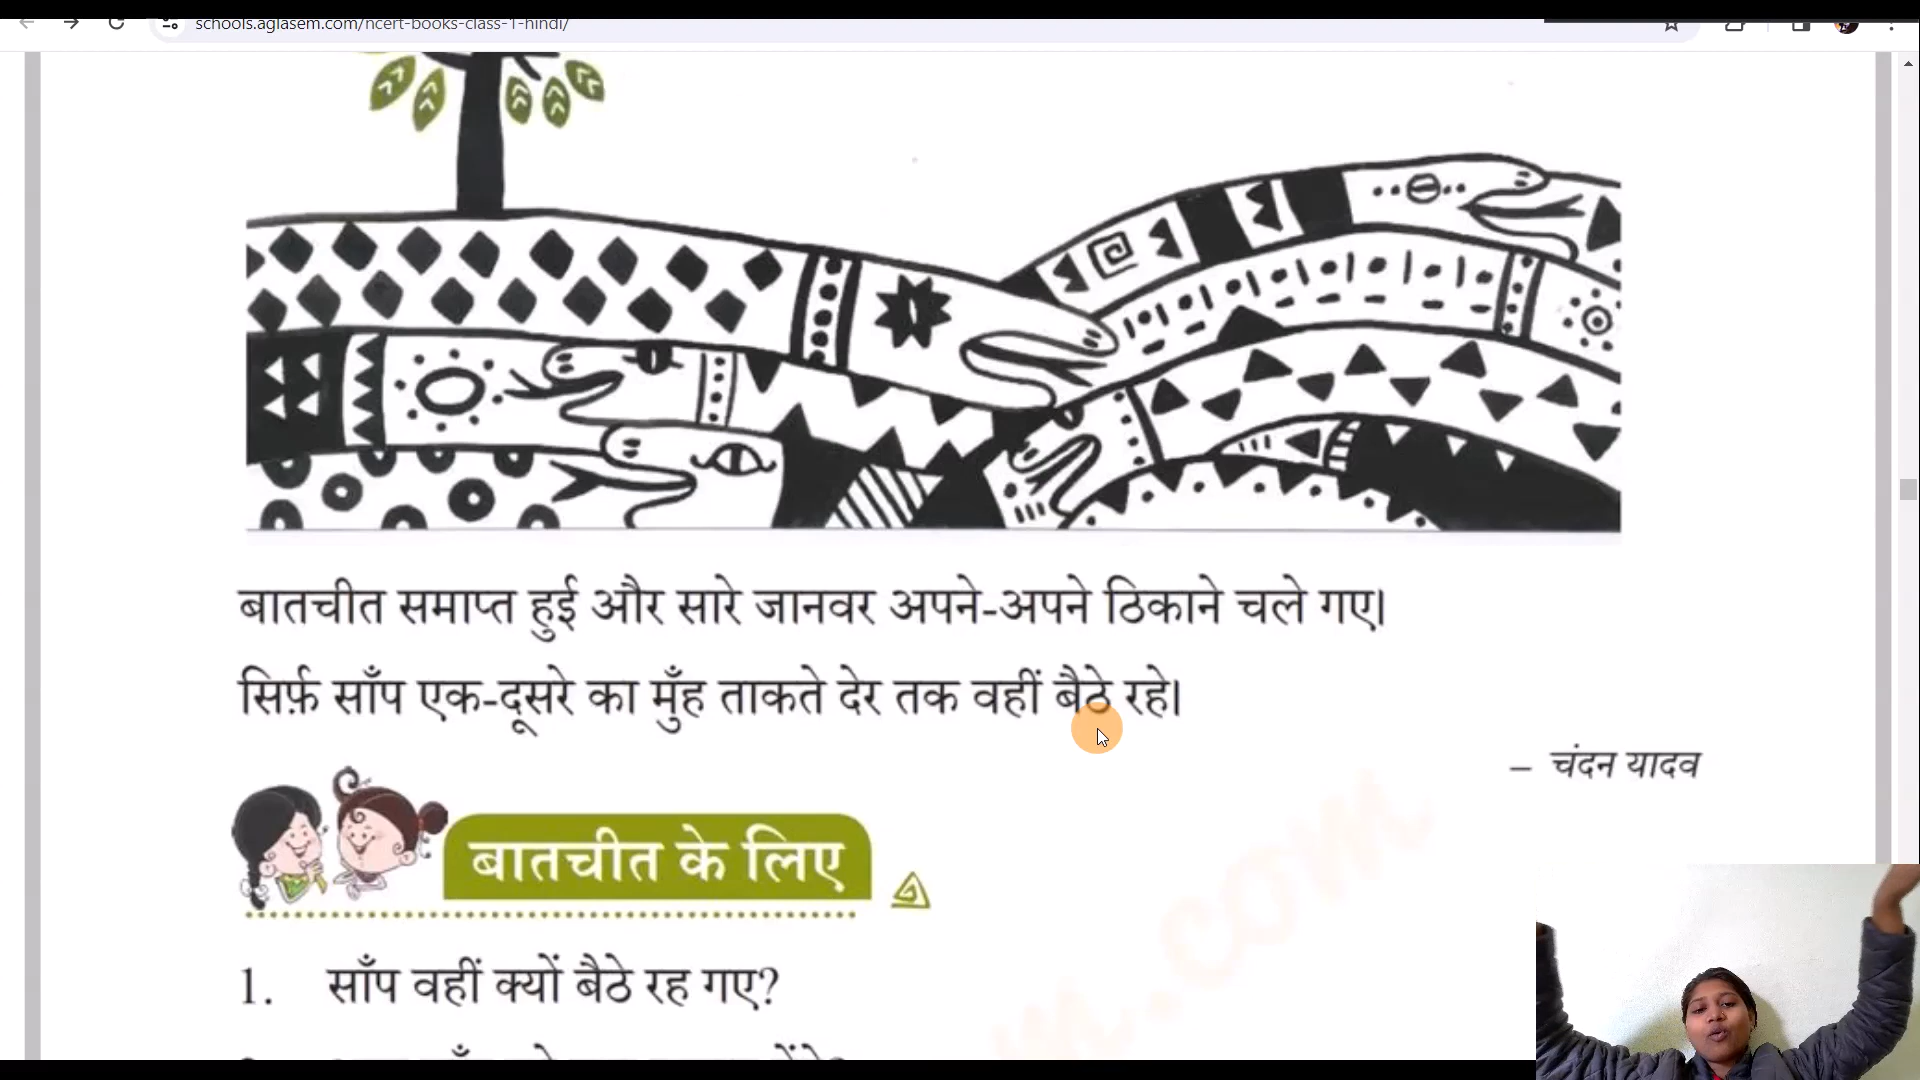 schools.aglasem.com/ncert-books-class-1-hindi/
बातचीत समाप्त हुई और सारे जानवर अपने-अपने ठिकाने चले गए।
सिर्फ़ साँप एक-दूसरे का मुँह ताकते देर तक वहीं बैठे रहे।
– चंदन यादव
बातचीत के लिए
1. साँप वहीं क्यों बैठे रह गए?